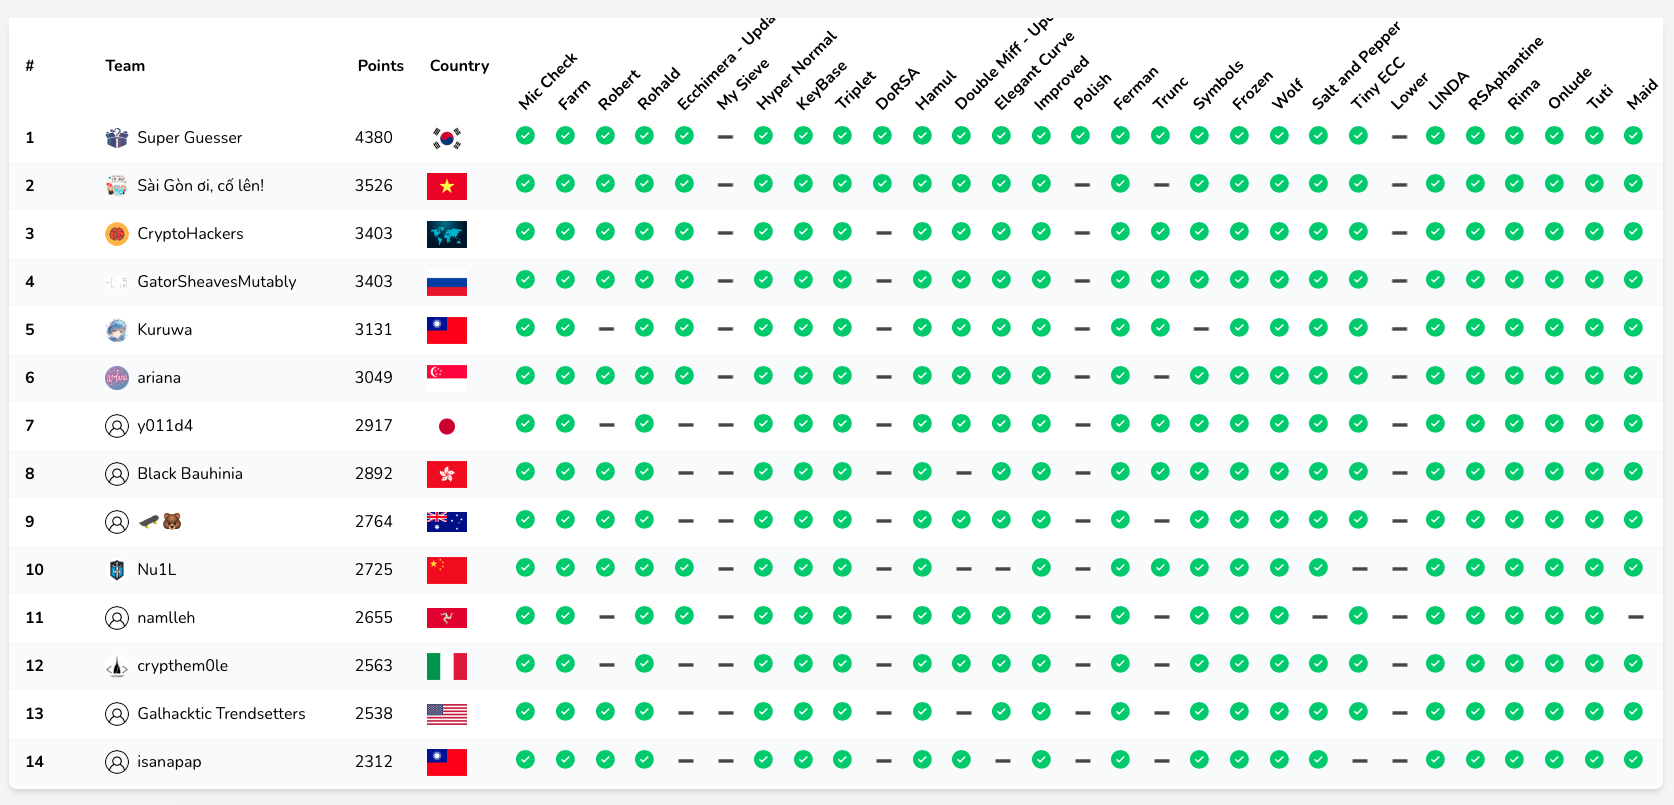 # Team Points Country Mic Check Farm Robert Rohald Ecchimera - Upda My Sieve Hyper Normal KeyBase Triplet DoRSA Hamul Double Miff - Upd Elegant Curve Improved Polish Ferman Trunc Symbols Frozen Wolf Salt and Pepper Tiny ECC Lower LINDA RSAphantine Rima Onlude Tuti Maid
1 Super Guesser 4380
2 Sài Gòn ơi, cố lên! 3526
3 CryptoHackers 3403
4 GatorSheavesMutably 3403
5 Kuruwa 3131
6 ariana 3049
7 y011d4 2917
8 Black Bauhinia 2892
9 🛹🐻 2764
10 Nu1L 2725
11 namlleh 2655
12 crypthem0le 2563
13 Galhacktic Trendsetters 2538
14 isanapap 2312